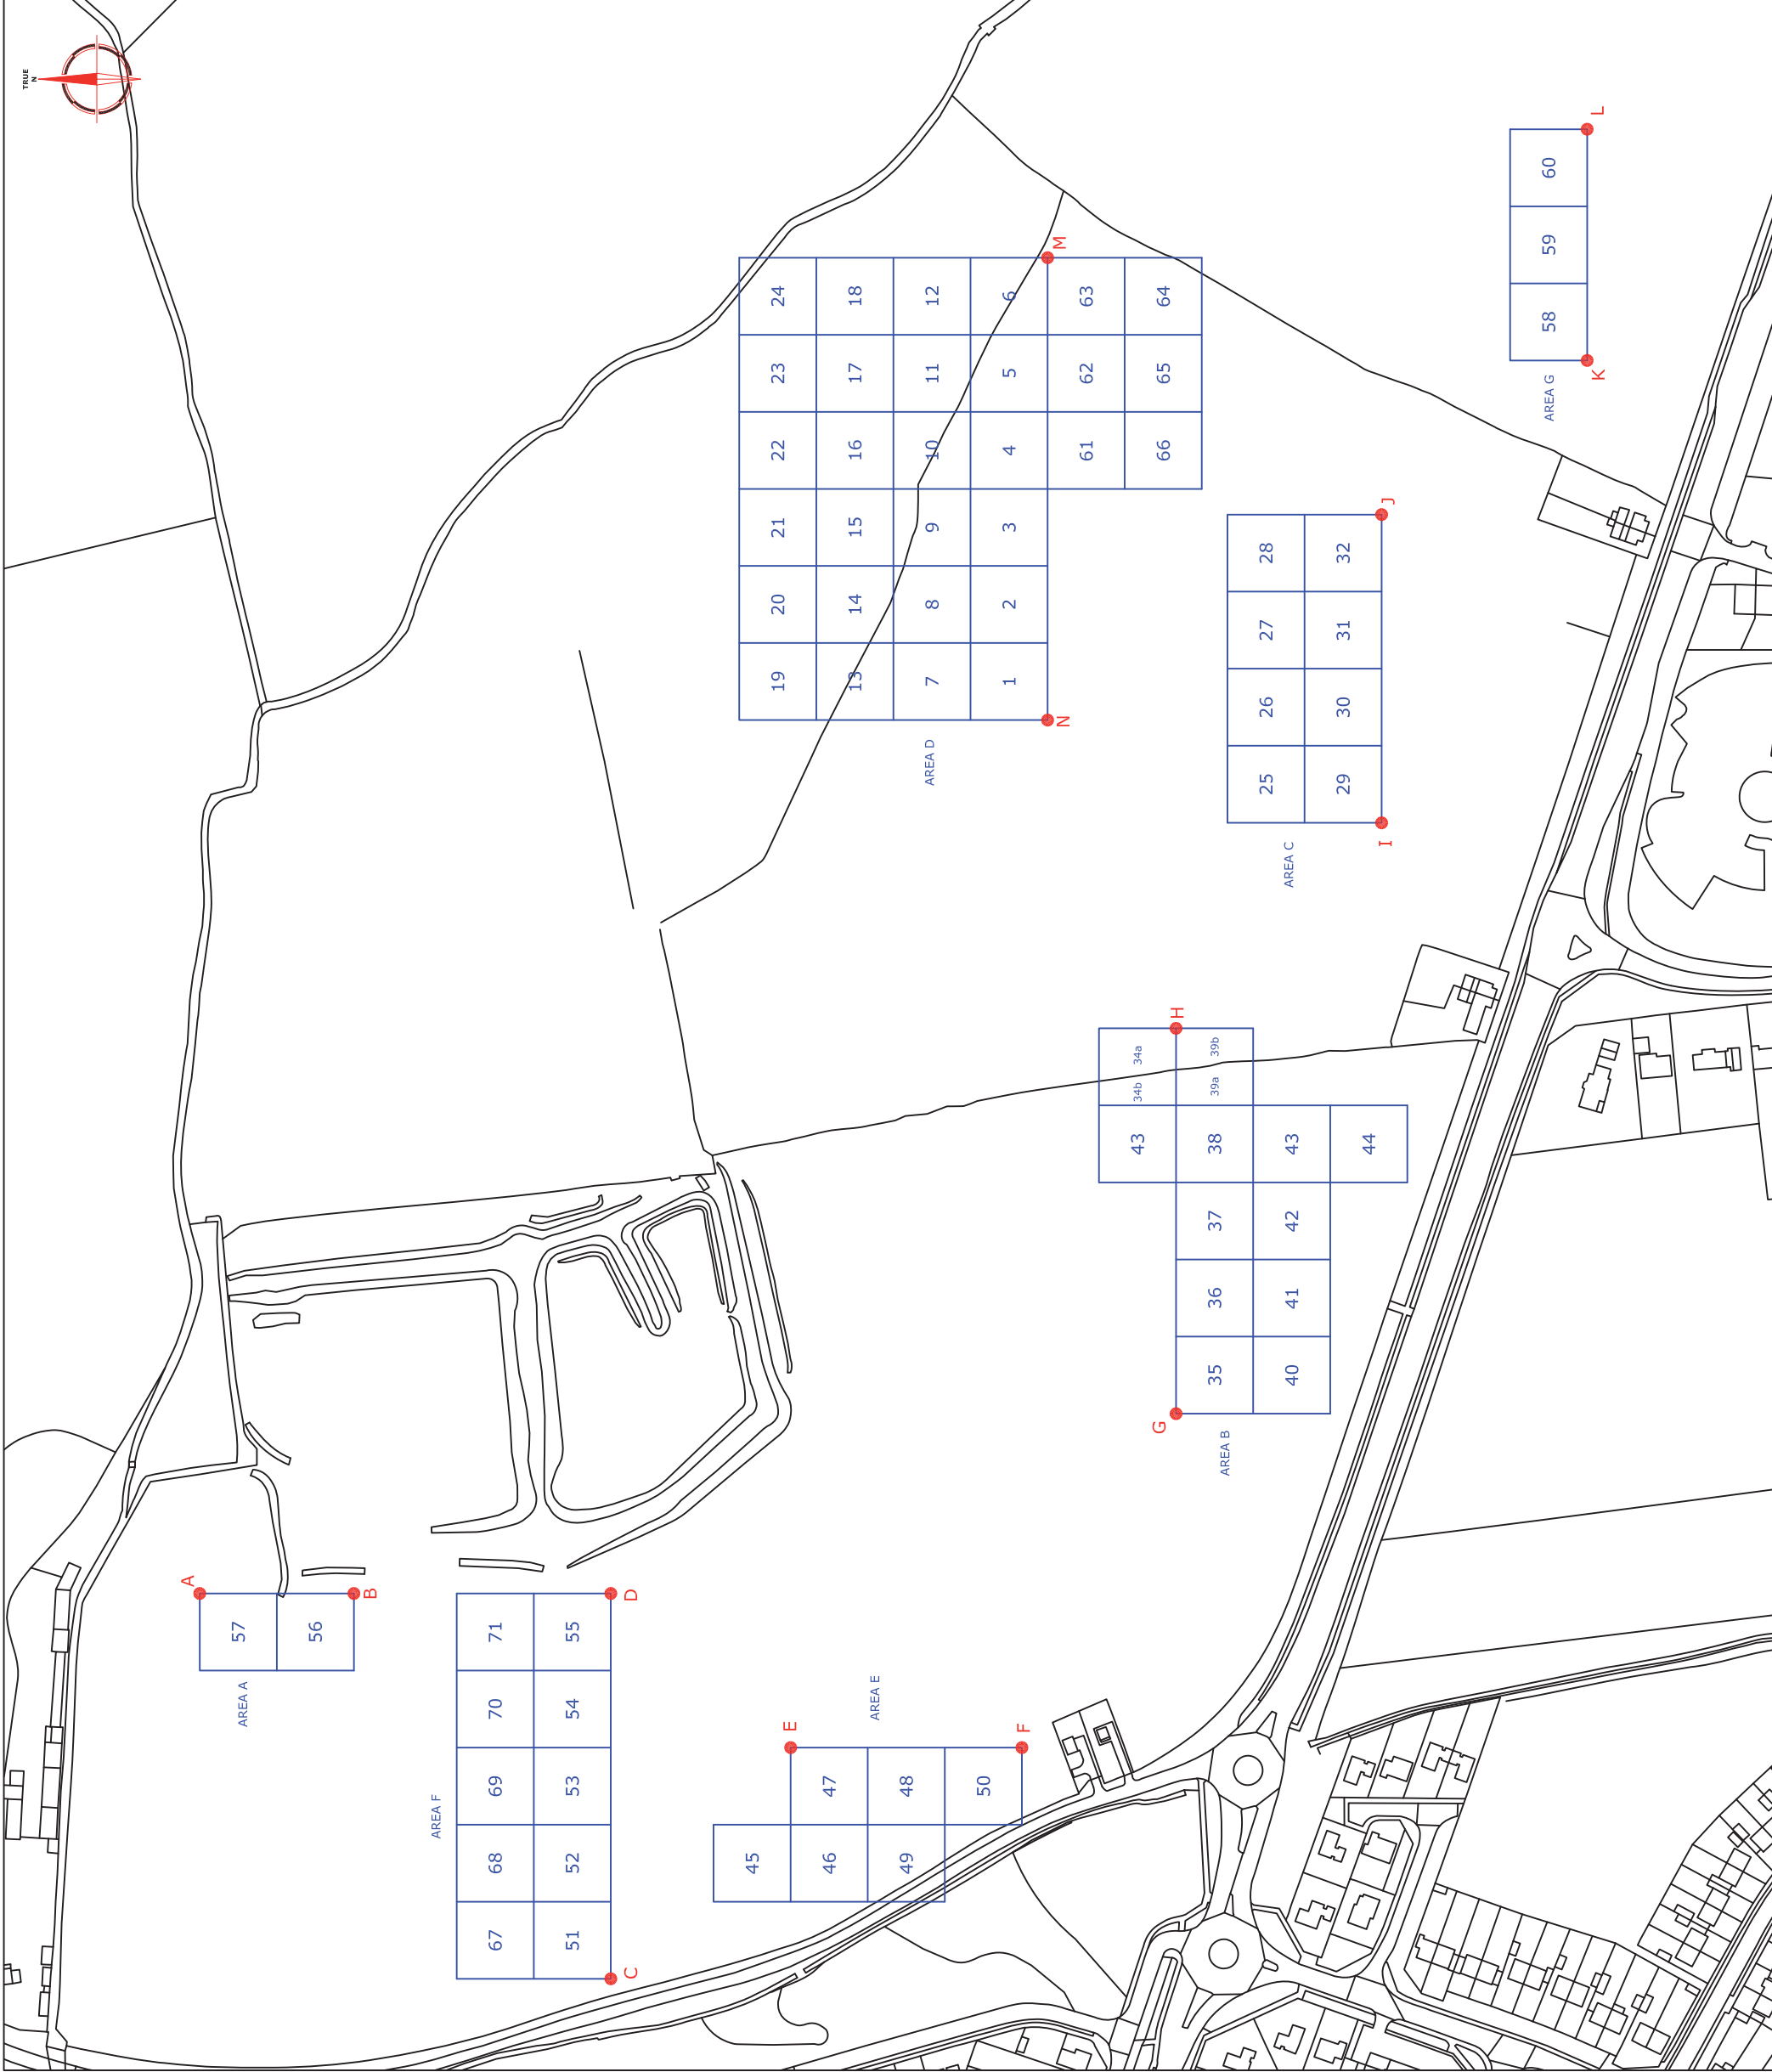 TRUE
N
A
57
56
B
AREA A
71
55
D
70
54
69
53
68
52
67
51
C
AREA F
E
47
48
50
F
45
46
49
AREA E
24
18
12
6
63
64
M
23
17
11
5
62
65
22
16
10
4
61
66
21
15
9
3
20
14
8
2
19
13
7
1
N
AREA D
L
60
59
58
K
AREA G
J
28
32
27
31
26
30
25
29
I
AREA C
H
34a
39b
34b
39a
43
38
43
44
37
42
36
41
35
40
G
AREA B